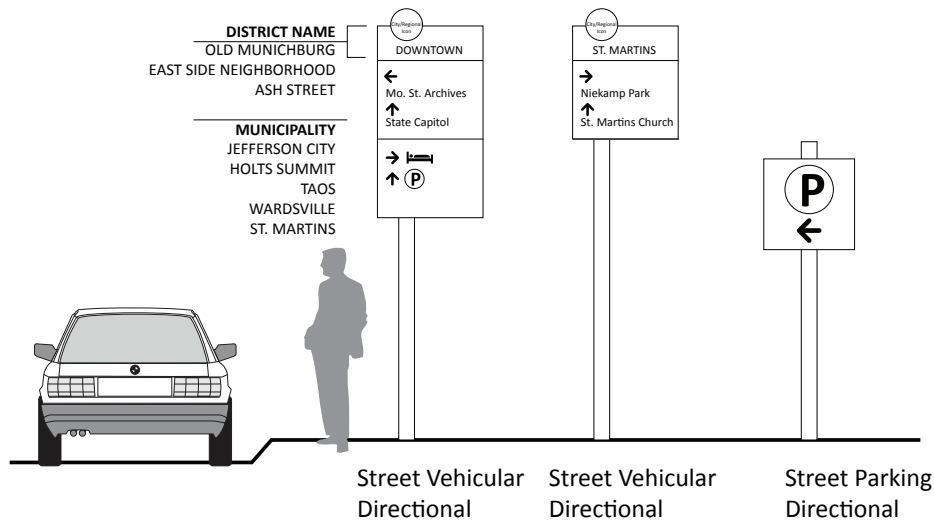 DISTRICT NAME
OLD MUNICHBURG
EAST SIDE NEIGHBORHOOD
ASH STREET
MUNICIPALITY
JEFFERSON CITY
HOLTS SUMMIT
TAOS
WARDSVILLE
ST. MARTINS
City/Regional
Icon
DOWNTOWN
Mo. St. Archives
State Capitol
P
City/Regional
Icon
ST. MARTINS
Niekamp Park
St. Martins Church
P
Street Vehicular
Directional
Street Vehicular
Directional
Street Parking
Directional